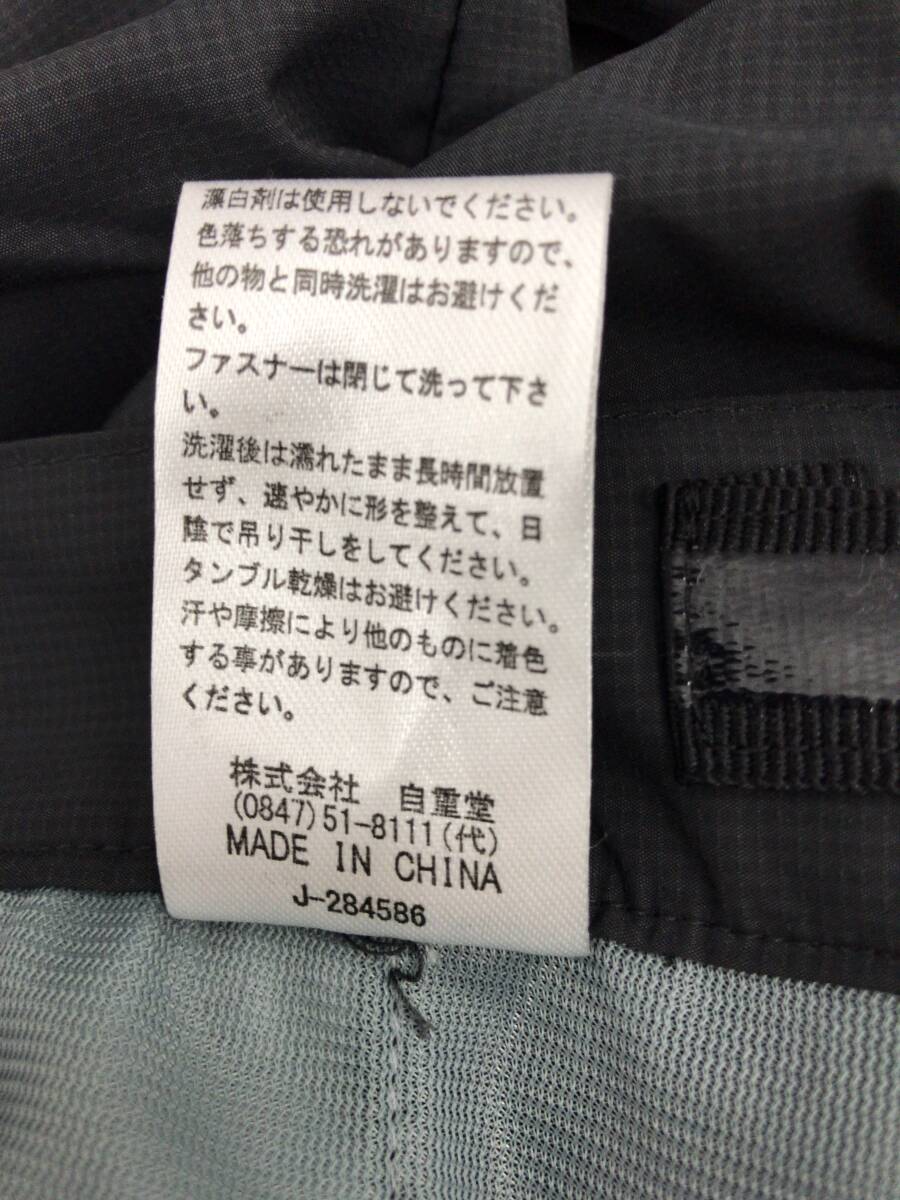 漂白剤は使用しないでください。
色落ちする恐れがありますので、
他の物と同時洗濯はお避けくだ
さい。
ファスナーは閉じて洗って下さ
い。
洗濯後は濡れたまま長時間放置
せず、速やかに形を整えて、日
陰で吊り干しをしてください。
タンブル乾燥はお避けください。
汗や摩擦により他のものに着色
する事がありますので、ご注意
ください。
株式会社 自重堂
(0847)51-8111(代)
MADE IN CHINA
J-284586